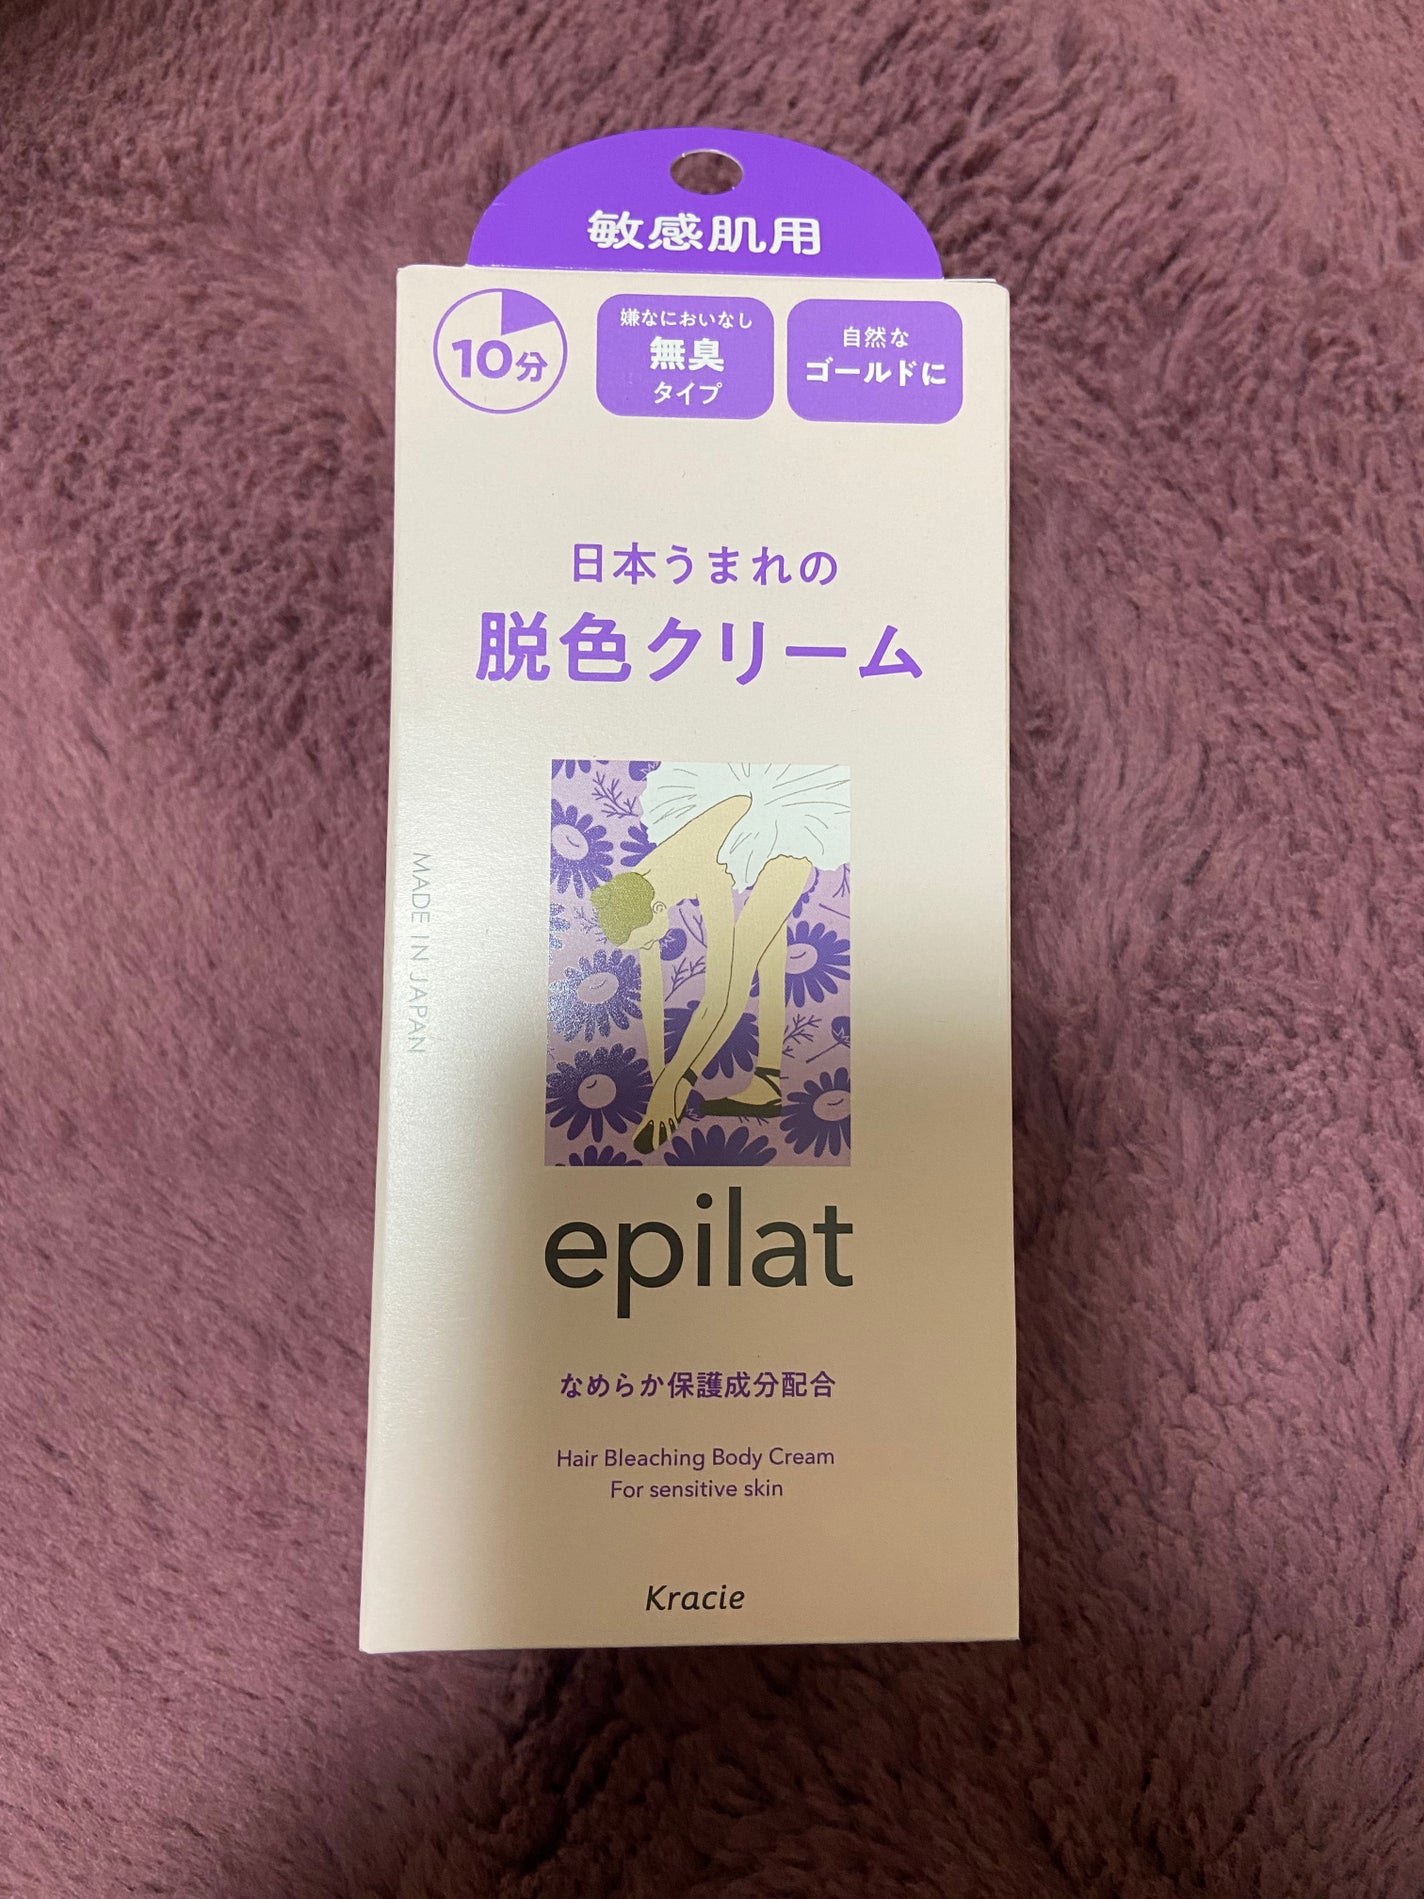 敏感肌用
10分
嫌なにおいなし
無臭
タイプ
自然な
ゴールドに
日本うまれの
脱色クリーム
MADE IN JAPAN
epilat
なめらか保護成分配合
Hair Bleaching Body Cream
For sensitive skin
Kracie